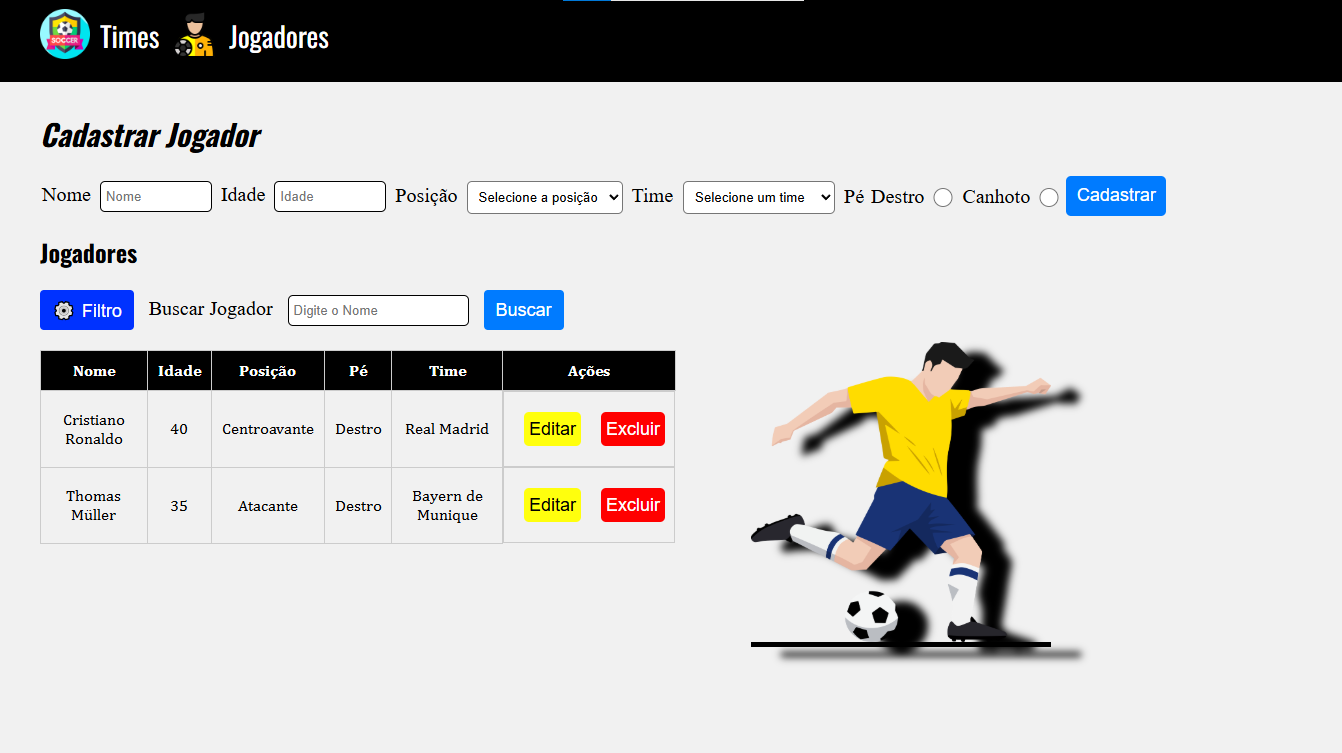 SOCCER Times Jogadores
Cadastrar Jogador
Nome Nome Idade Idade Posição Selecione a posição Time Selecione um time Pé Destro Canhoto Cadastrar
Jogadores
Filtro Buscar Jogador Digite o Nome Buscar
Nome Idade Posição Pé Time Ações
Cristiano Ronaldo 40 Centroavante Destro Real Madrid Editar Excluir
Thomas Müller 35 Atacante Destro Bayern de Munique Editar Excluir